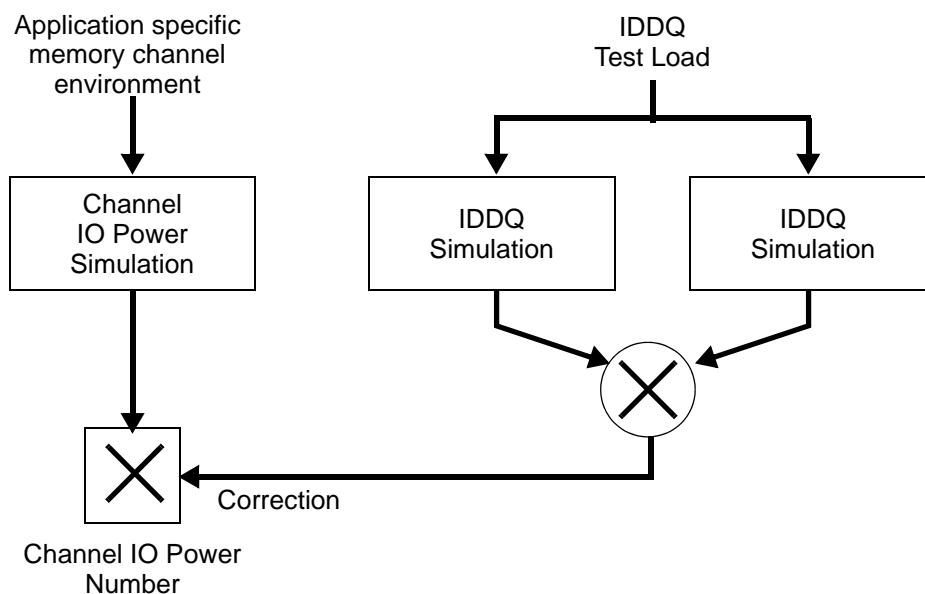 Application specific
memory channel
environment
IDDQ
Test Load
Channel
IO Power
Simulation
IDDQ
Simulation
IDDQ
Simulation
Correction
Channel IO Power
Number